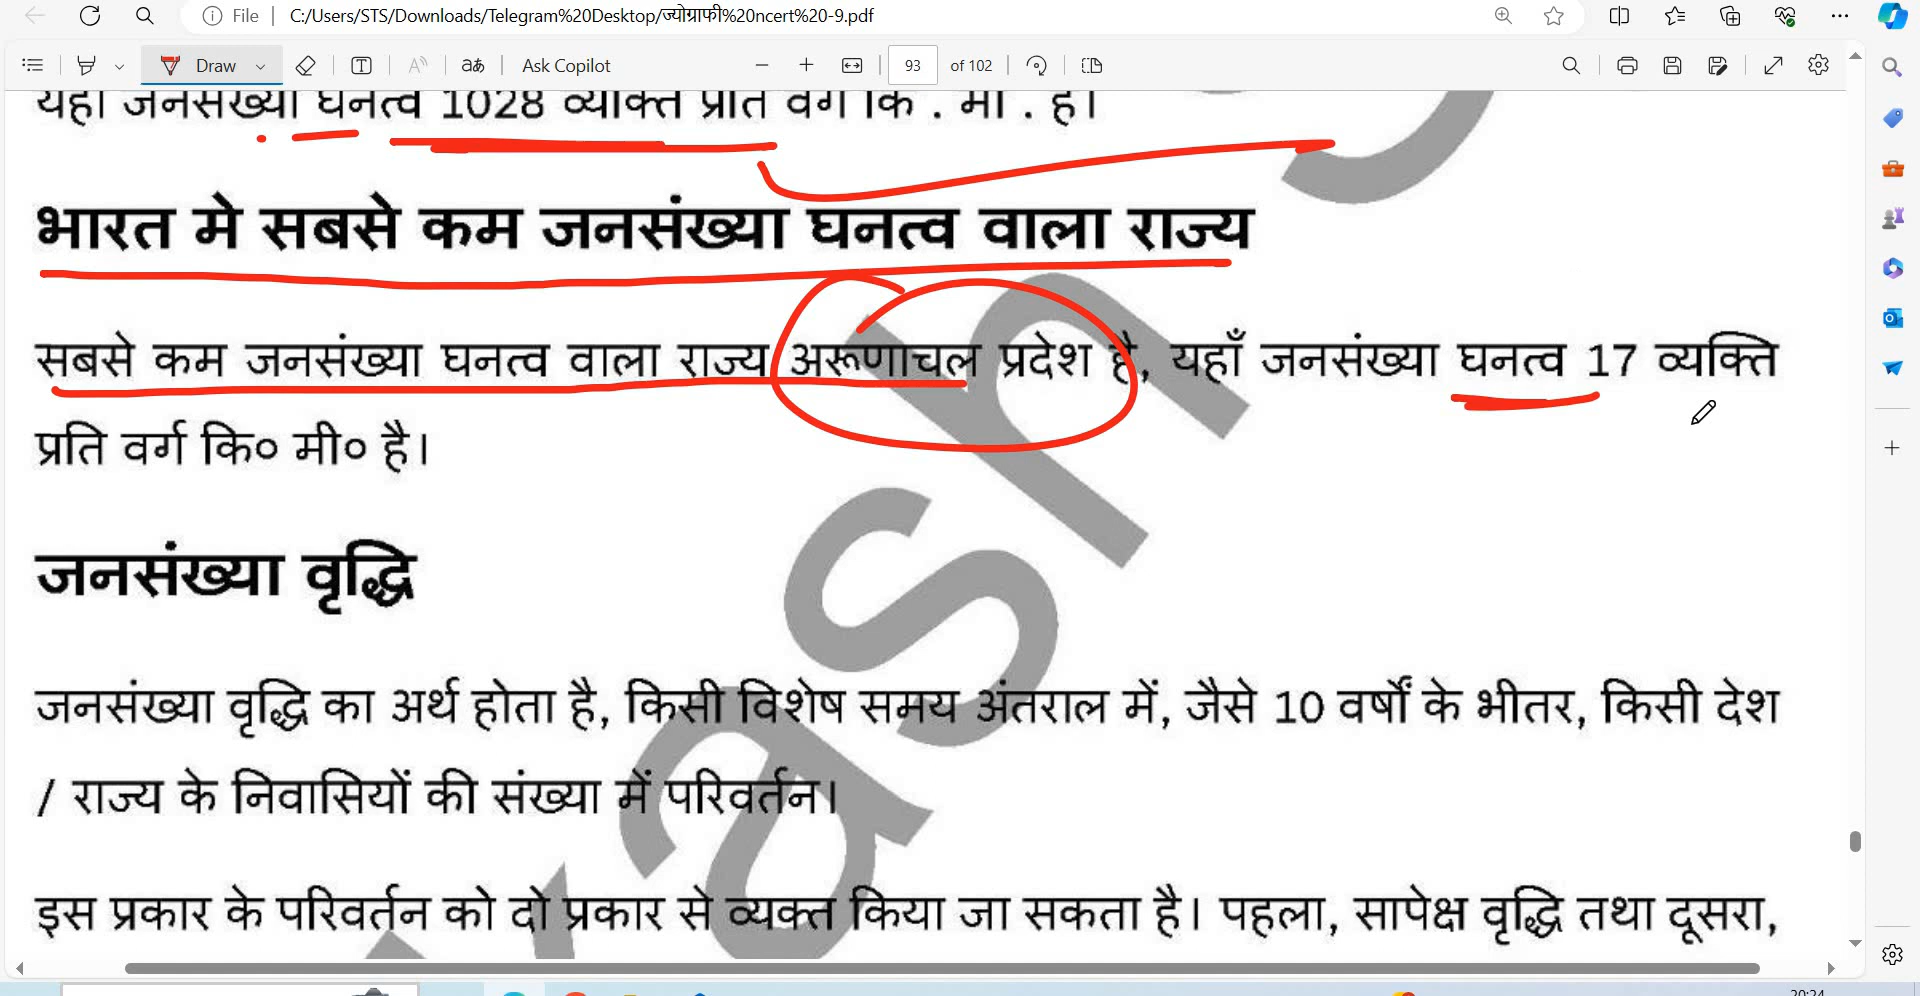 File
C:/Users/STS/Downloads/Telegram%20Desktop/ज्योग्राफी%20ncert%20-9.pdf
Draw
Ask Copilot
93 of 102
यहाँ जनसंख्या घनत्व 1028 व्यक्ति प्रति वर्ग कि . मी . है।
भारत मे सबसे कम जनसंख्या घनत्व वाला राज्य
सबसे कम जनसंख्या घनत्व वाला राज्य अरूणाचल प्रदेश है, यहाँ जनसंख्या घनत्व 17 व्यक्ति
प्रति वर्ग कि० मी० है।
जनसंख्या वृद्धि
जनसंख्या वृद्धि का अर्थ होता है, किसी विशेष समय अंतराल में, जैसे 10 वर्षों के भीतर, किसी देश
/ राज्य के निवासियों की संख्या में परिवर्तन।
इस प्रकार के परिवर्तन को दो प्रकार से व्यक्त किया जा सकता है। पहला, सापेक्ष वृद्धि तथा दूसरा,
20:24